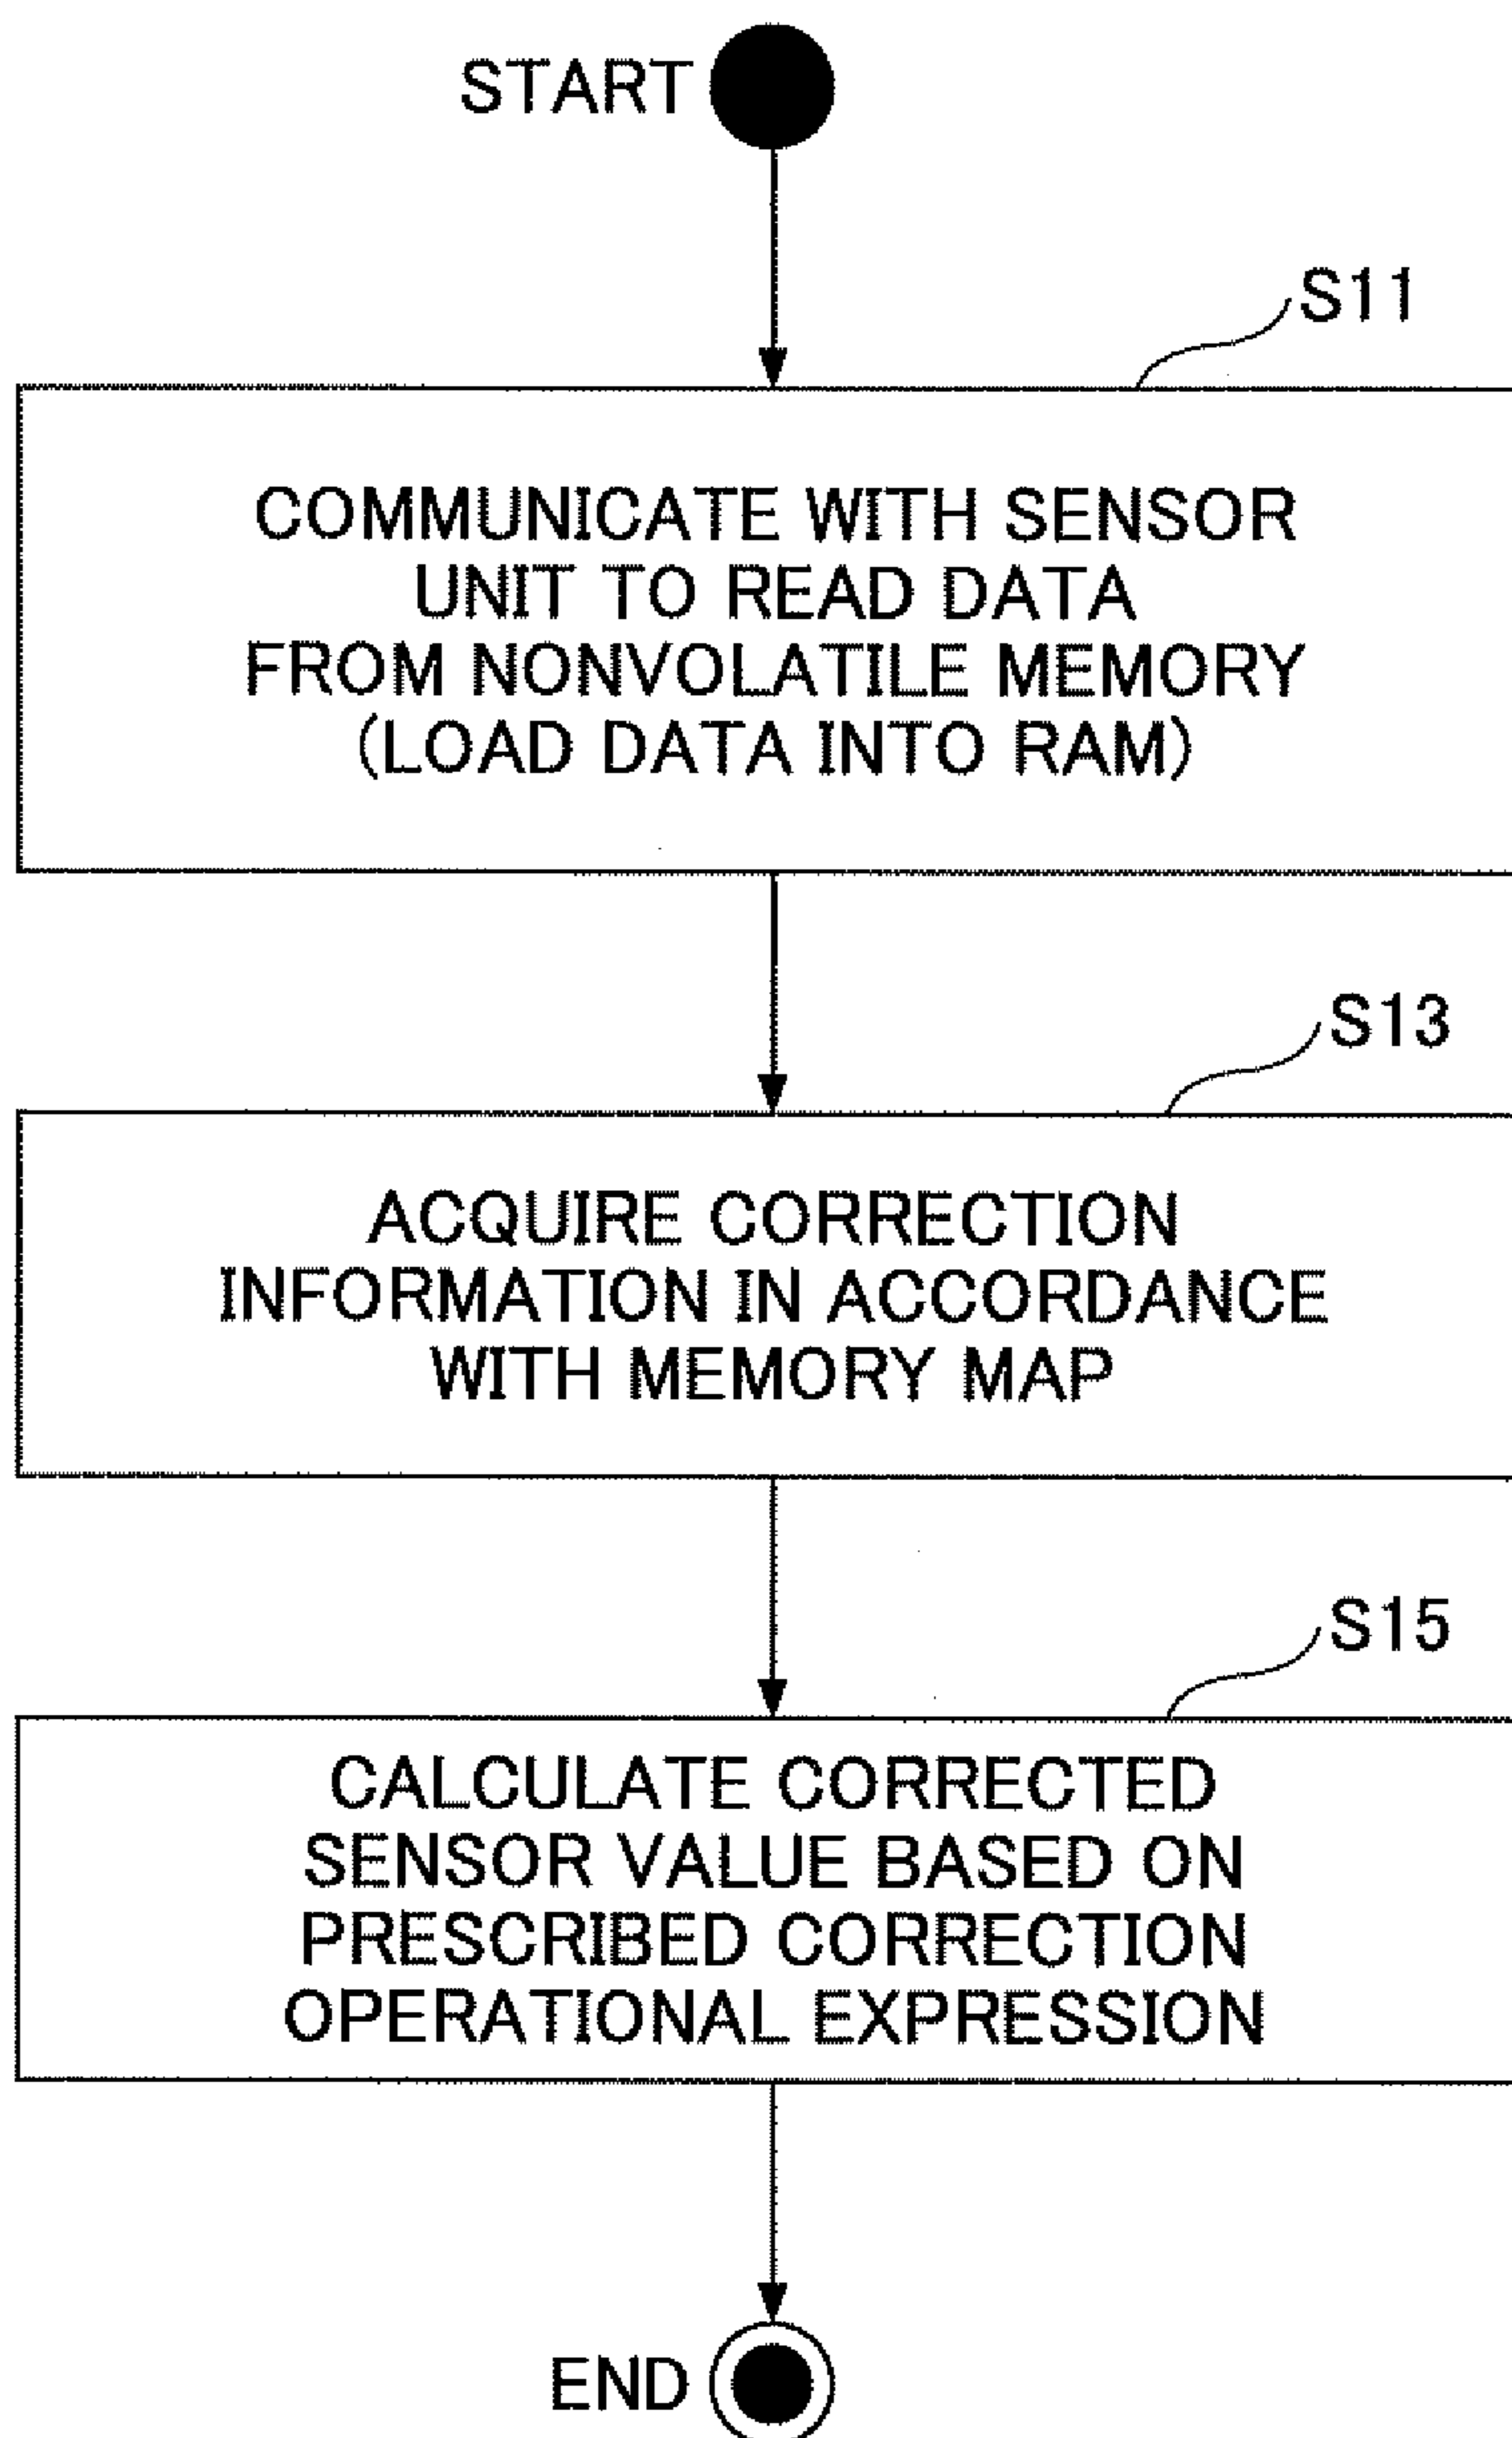 START
S11
COMMUNICATE WITH SENSOR
UNIT TO READ DATA
FROM NONVOLATILE MEMORY
(LOAD DATA INTO RAM)
S13
ACQUIRE CORRECTION
INFORMATION IN ACCORDANCE
WITH MEMORY MAP
S15
CALCULATE CORRECTED
SENSOR VALUE BASED ON
PRESCRIBED CORRECTION
OPERATIONAL EXPRESSION
END